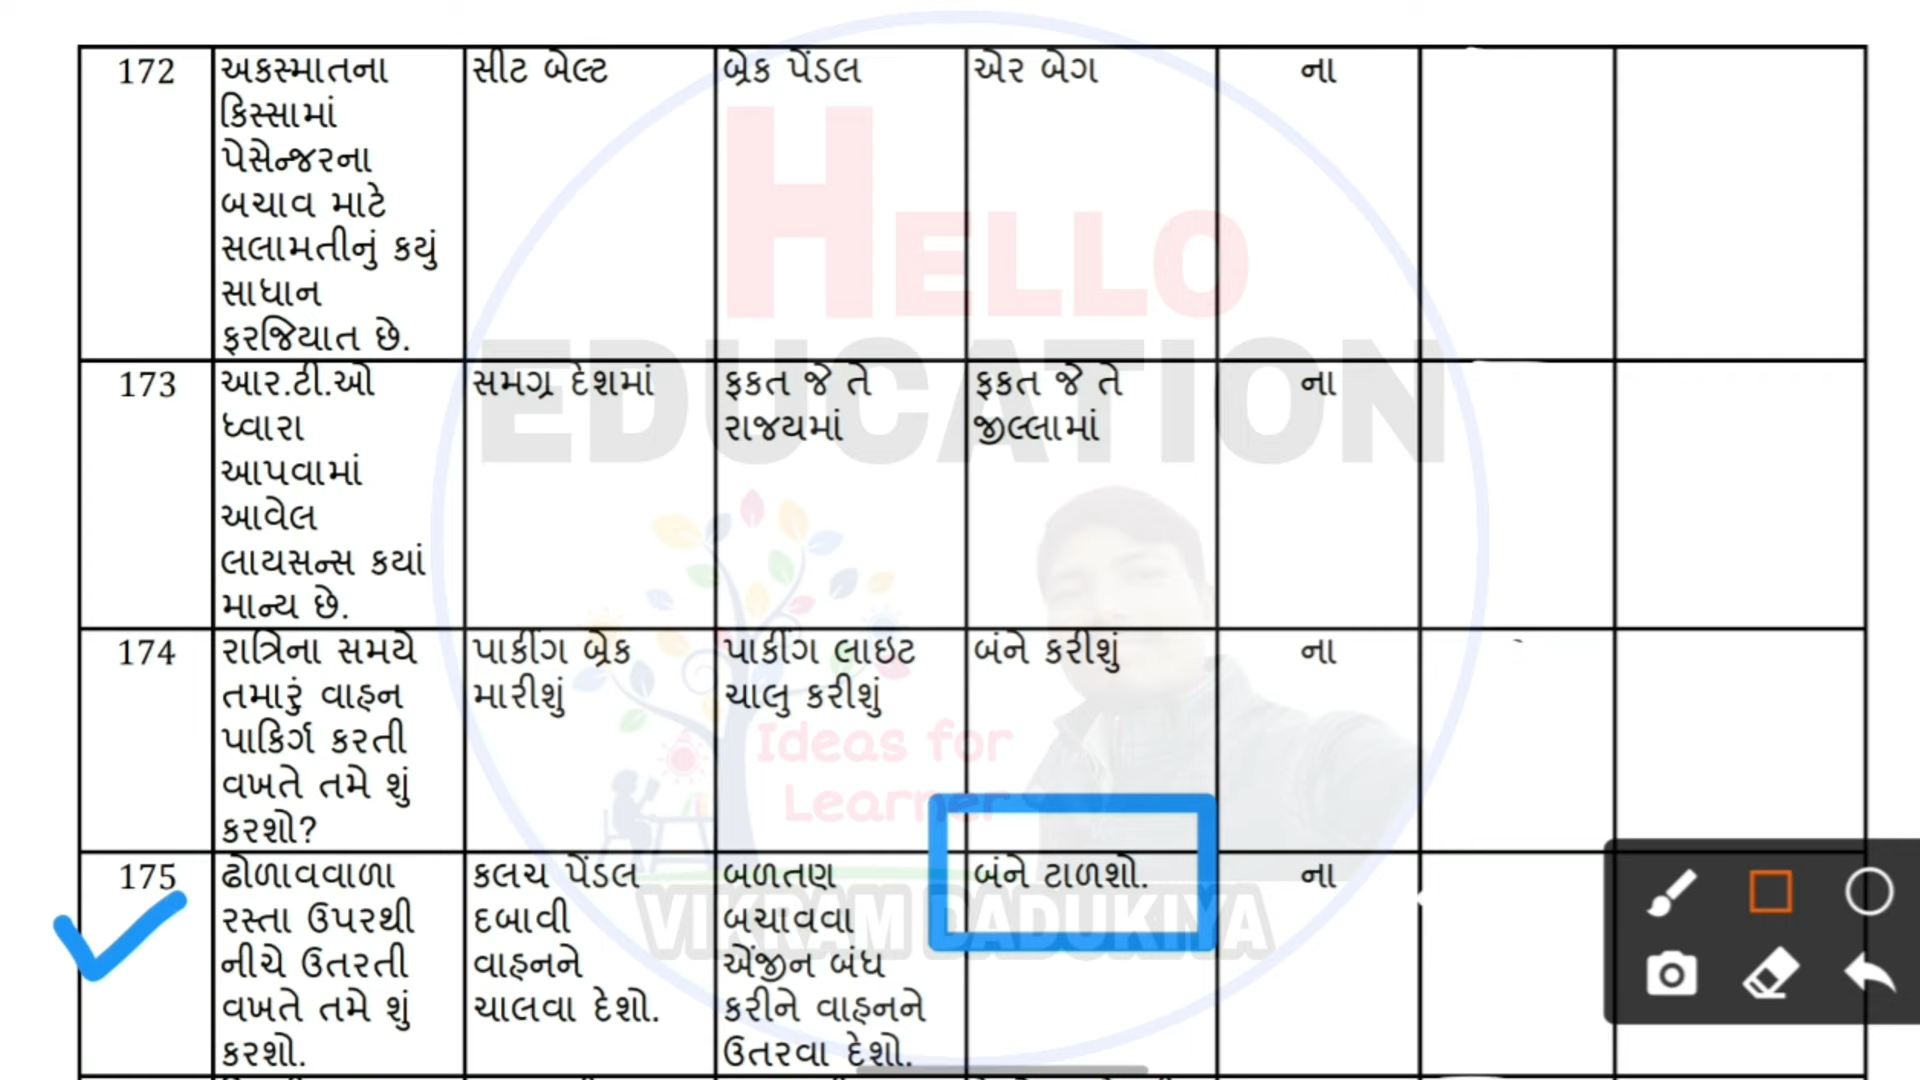 172
અકસ્માતના
કિસ્સામાં
પેસેન્જરના
બચાવ માટે
સલામતીનું કયું
સાધાન
ફરજિયાત છે.
સીટ બેલ્ટ
બ્રેક પેંડલ
એર બેગ
ના
173
આર.ટી.ઓ
ધ્વારા
આપવામાં
આવેલ
લાયસન્સ કયાં
માન્ય છે.
સમગ્ર દેશમાં
ફકત જે તે
રાજયમાં
ફકત જે તે
જીલ્લામાં
ના
174
રાત્રિના સમયે
તમારું વાહન
પાકિર્ગ કરતી
વખતે તમે શું
કરશો?
પાર્કીંગ બ્રેક
મારીશું
પાર્કીંગ લાઇટ
ચાલુ કરીશું
બંને કરીશું
ના
175
ઢોળાવવાળા
રસ્તા ઉપરથી
નીચે ઉતરતી
વખતે તમે શું
કરશો.
કલચ પેંડલ
દબાવી
વાહનને
ચાલવા દેશો.
બળતણ
બચાવવા
એંજીન બંધ
કરીને વાહનને
ઉતરવા દેશો.
બંને ટાળશો.
ના
HELLO
EDUCATION
Ideas for
Learner
VIKRAM DADUKIYA